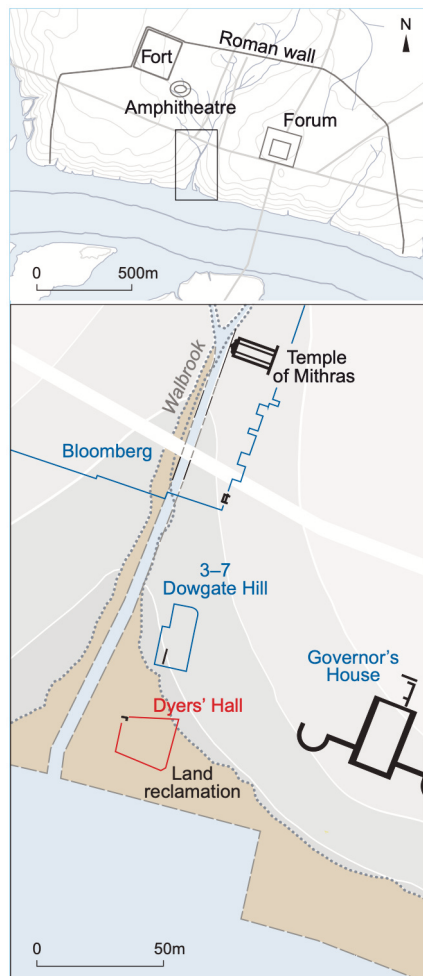 N
Roman wall
Fort
Amphitheatre
Forum
0 500m
Walbrook
Temple
of Mithras
Bloomberg
3–7
Dowgate Hill
Governor's
House
Dyers' Hall
Land
reclamation
0 50m